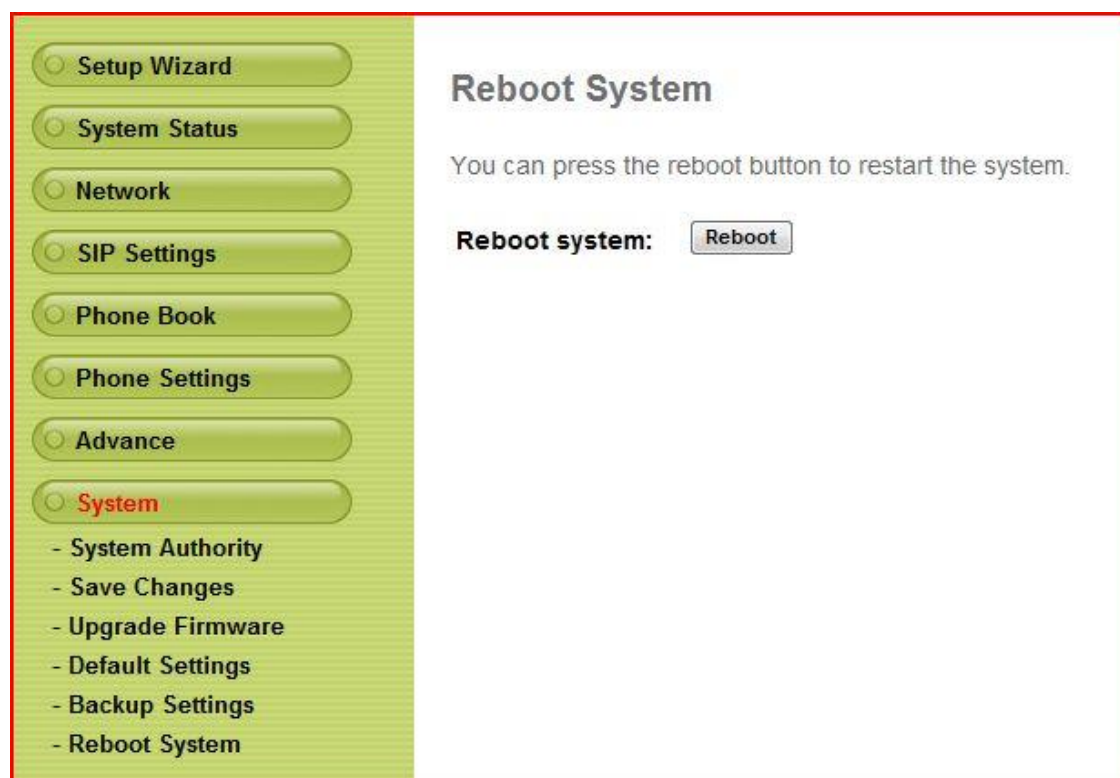 Setup Wizard
System Status
Network
SIP Settings
Phone Book
Phone Settings
Advance
System
- System Authority
- Save Changes
- Upgrade Firmware
- Default Settings
- Backup Settings
- Reboot System
Reboot System
You can press the reboot button to restart the system.
Reboot system: Reboot